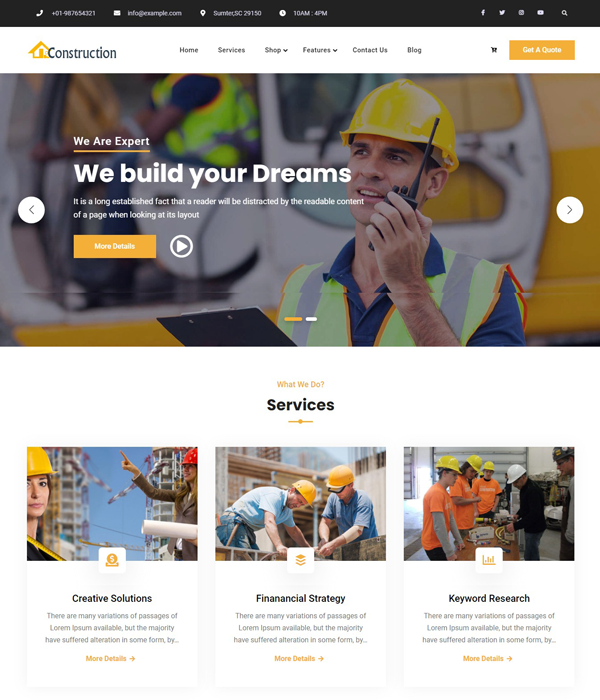 +01-987654321 info@example.com Sumter,SC 29150 10AM : 4PM
Construction Home Services Shop Features Contact Us Blog Get A Quote
We Are Expert
We build your Dreams
It is a long established fact that a reader will be distracted by the readable content
of a page when looking at its layout
More Details
What We Do?
Services
Creative Solutions
There are many variations of passages of
Lorem Ipsum available, but the majority
have suffered alteration in some form, by...
More Details
Finanancial Strategy
There are many variations of passages of
Lorem Ipsum available, but the majority
have suffered alteration in some form, by...
More Details
Keyword Research
There are many variations of passages of
Lorem Ipsum available, but the majority
have suffered alteration in some form, by...
More Details